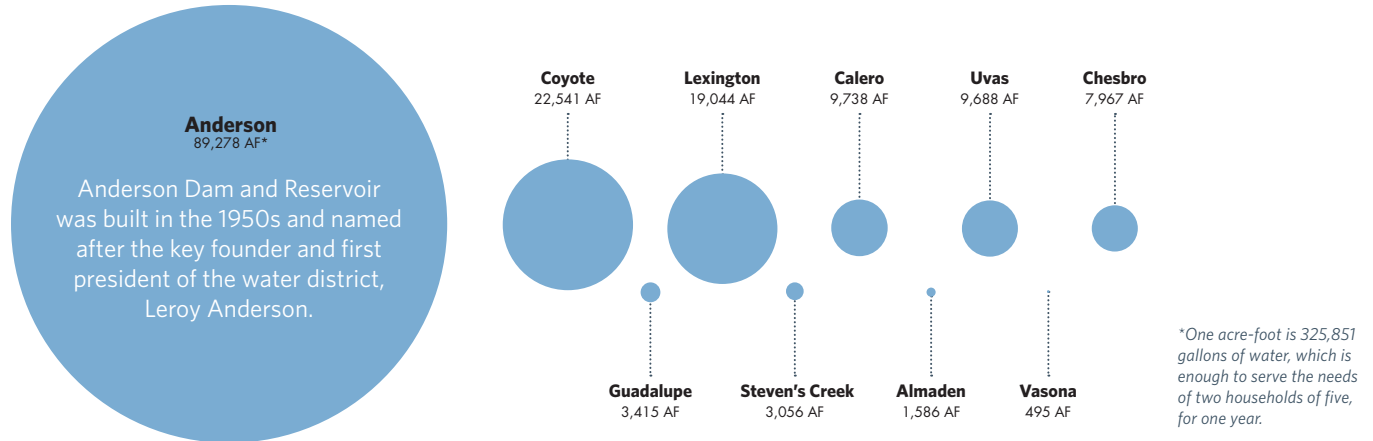 Anderson
89,278 AF*
Anderson Dam and Reservoir
was built in the 1950s and named
after the key founder and first
president of the water district,
Leroy Anderson.
Coyote
22,541 AF
Lexington
19,044 AF
Calero
9,738 AF
Uvas
9,688 AF
Chesbro
7,967 AF
Guadalupe
3,415 AF
Steven's Creek
3,056 AF
Almaden
1,586 AF
Vasona
495 AF
*One acre-foot is 325,851
gallons of water, which is
enough to serve the needs
of two households of five,
for one year.